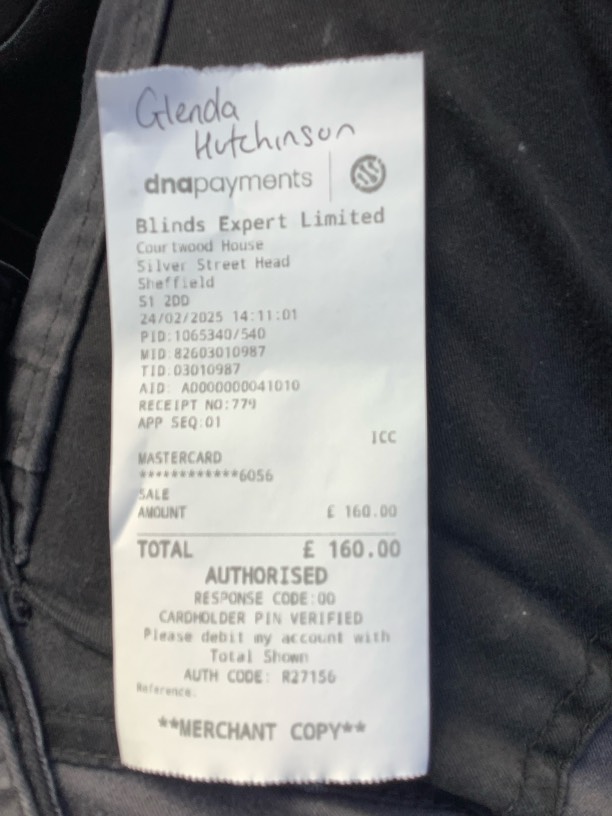 Glenda
Hutchinson
dnapayments
Blinds Expert Limited
Courtwood House
Silver Street Head
Sheffield
S1 2DD
24/02/2025 14:11:01
PID:1065340/540
MID:82603010987
TID:03010987
AID: A0000000041010
RECEIPT NO:779
APP SEQ:01
ICC
MASTERCARD
************6056
SALE
AMOUNT £ 160.00
TOTAL £ 160.00
AUTHORISED
RESPONSE CODE:00
CARDHOLDER PIN VERIFIED
Please debit my account with
Total Shown
AUTH CODE: R27156
Reference:
**MERCHANT COPY**